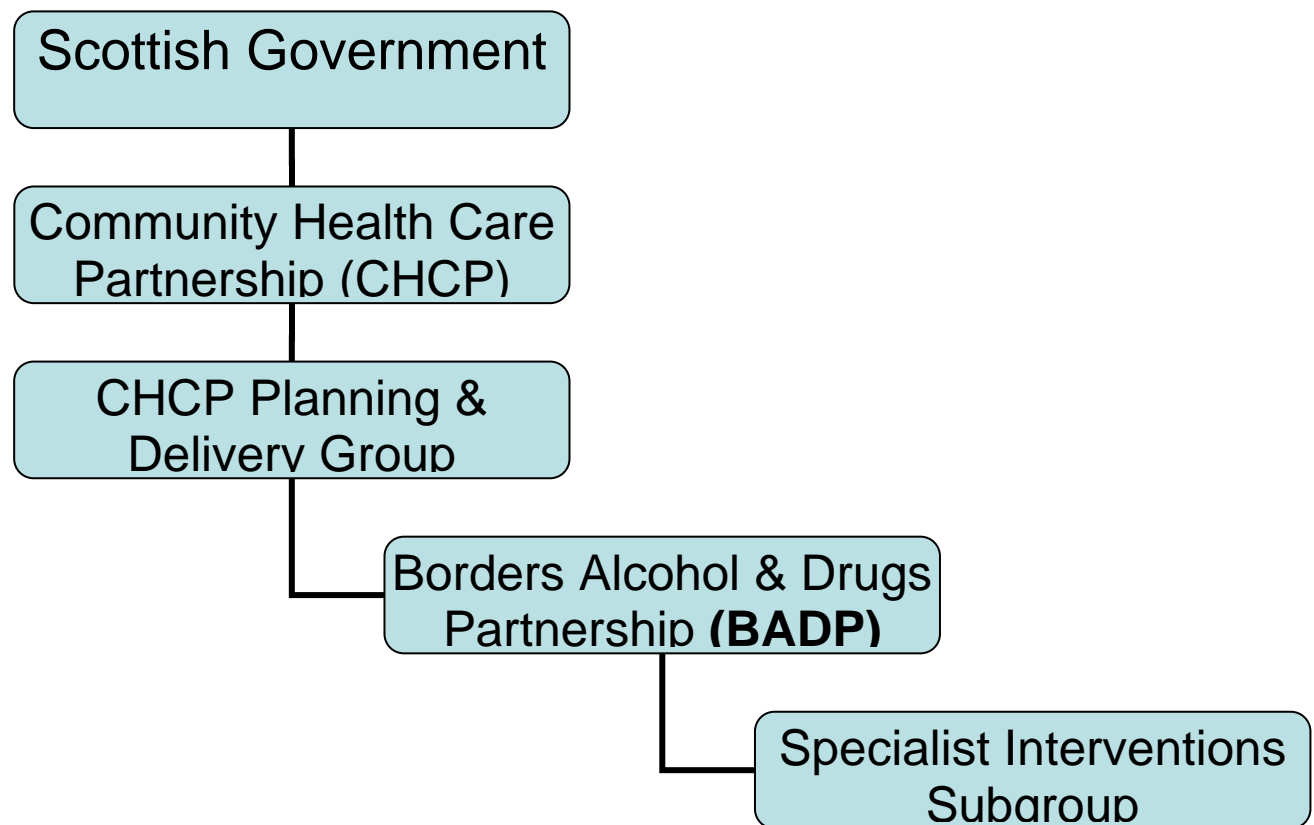 Scottish Government
Community Health Care
Partnership (CHCP)
CHCP Planning &
Delivery Group
Borders Alcohol & Drugs
Partnership (BADP)
Specialist Interventions
Subgroup